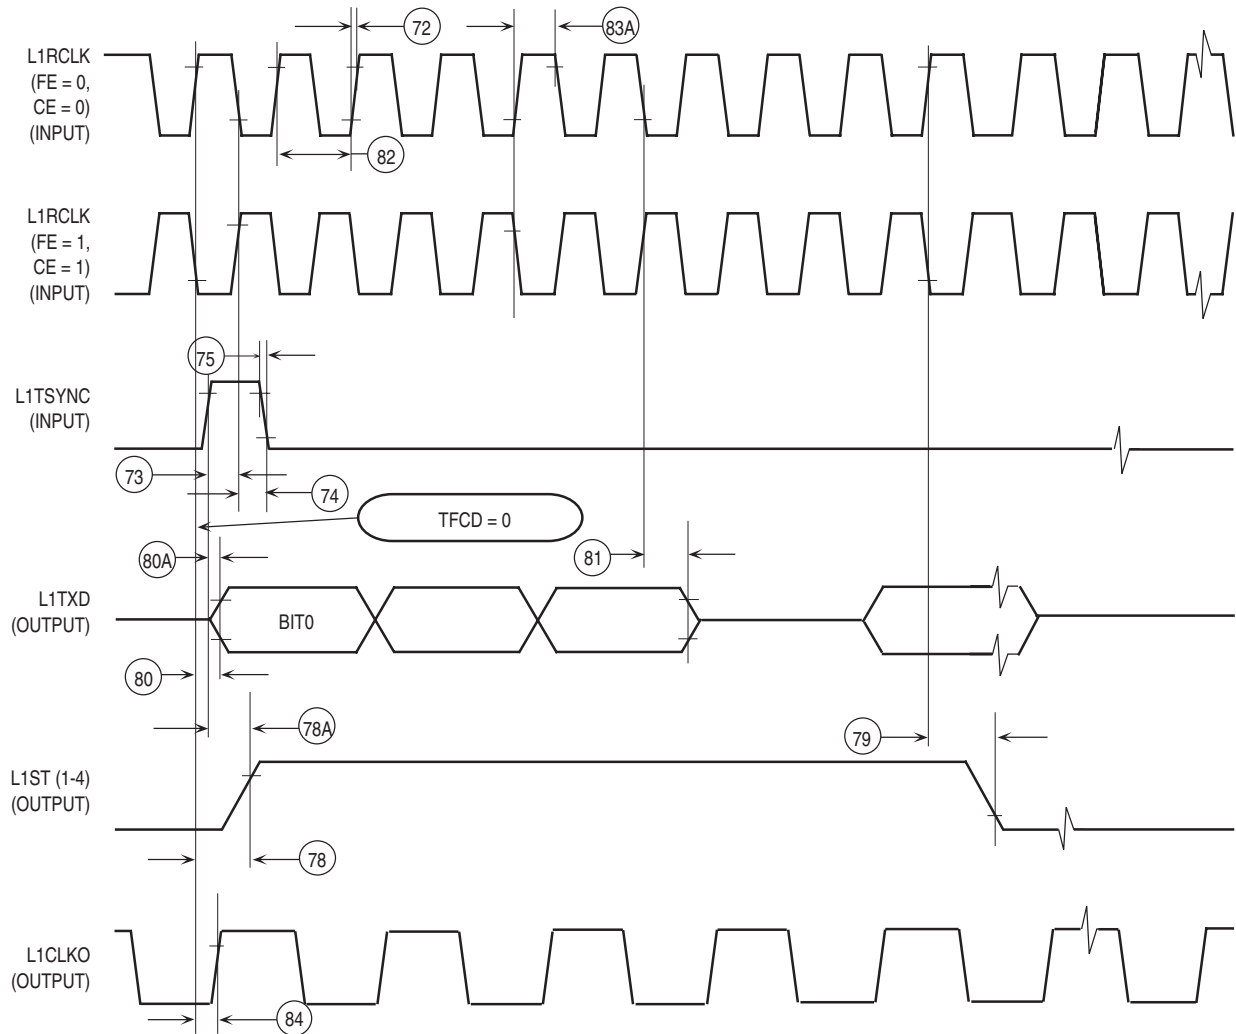 72
83A
L1RCLK
(FE = 0,
CE = 0)
(INPUT)
82
L1RCLK
(FE = 1,
CE = 1)
(INPUT)
75
L1TSYNC
(INPUT)
73
74
TFCD = 0
80A
81
L1TXD
(OUTPUT)
BIT0
80
78A
79
L1ST (1-4)
(OUTPUT)
78
L1CLKO
(OUTPUT)
84